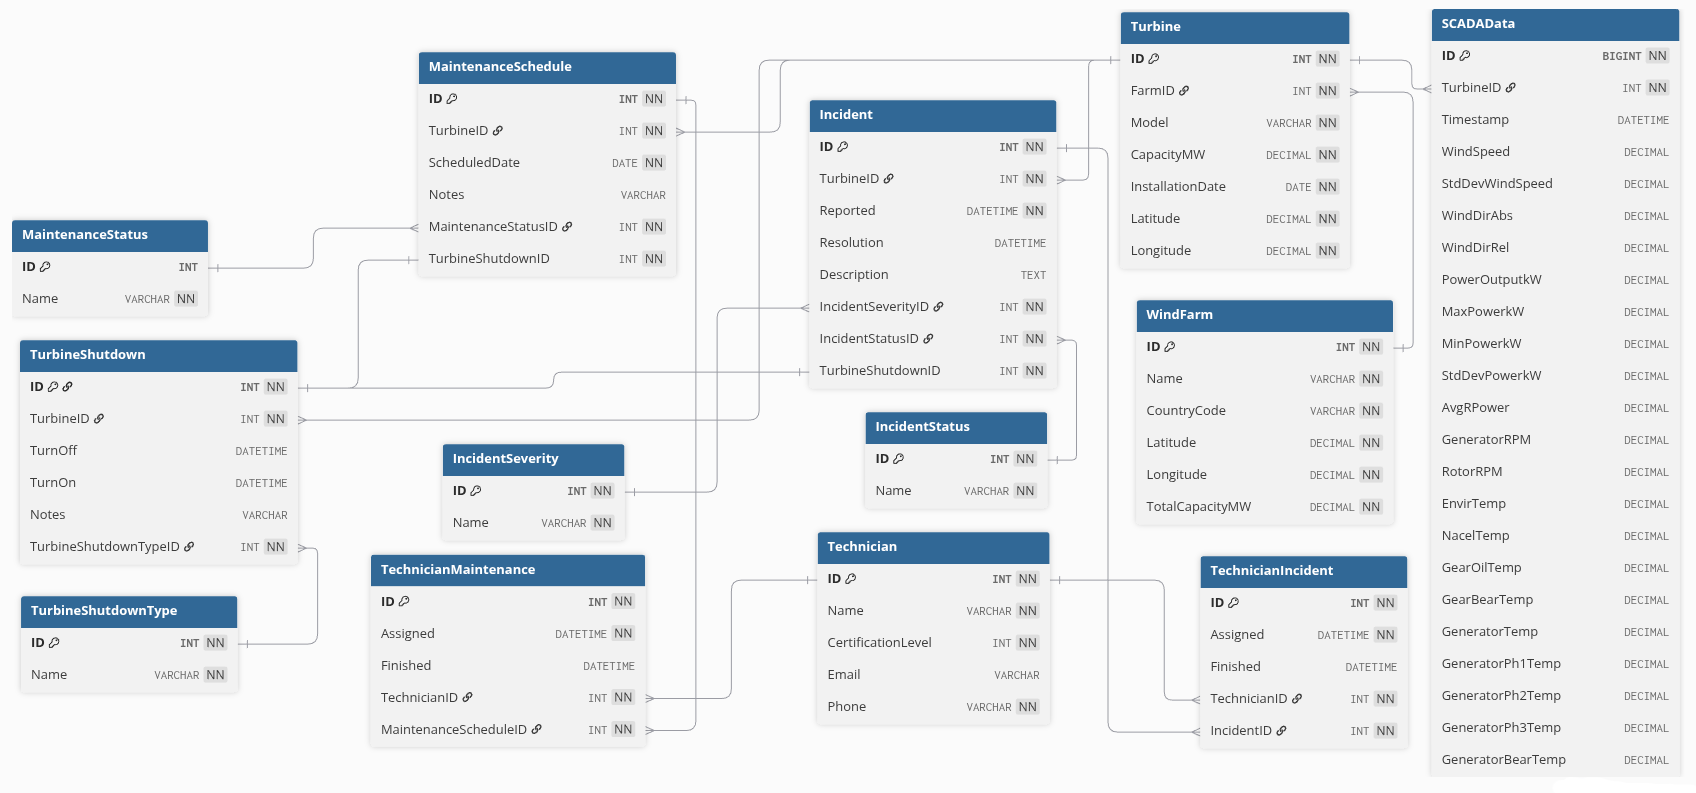 MaintenanceSchedule
ID INT NN
TurbineID INT NN
ScheduledDate DATE NN
Notes VARCHAR
MaintenanceStatusID INT NN
TurbineShutdownID INT NN
MaintenanceStatus
ID INT
Name VARCHAR NN
TurbineShutdown
ID INT NN
TurbineID INT NN
TurnOff DATETIME
TurnOn DATETIME
Notes VARCHAR
TurbineShutdownTypeID INT NN
TurbineShutdownType
ID INT NN
Name VARCHAR NN
IncidentSeverity
ID INT NN
Name VARCHAR NN
TechnicianMaintenance
ID INT NN
Assigned DATETIME NN
Finished DATETIME
TechnicianID INT NN
MaintenanceScheduleID INT NN
Incident
ID INT NN
TurbineID INT NN
Reported DATETIME NN
Resolution DATETIME
Description TEXT
IncidentSeverityID INT NN
IncidentStatusID INT NN
TurbineShutdownID INT NN
IncidentStatus
ID INT NN
Name VARCHAR NN
Technician
ID INT NN
Name VARCHAR NN
CertificationLevel INT NN
Email VARCHAR
Phone VARCHAR NN
Turbine
ID INT NN
FarmID INT NN
Model VARCHAR NN
CapacityMW DECIMAL NN
InstallationDate DATE NN
Latitude DECIMAL NN
Longitude DECIMAL NN
WindFarm
ID INT NN
Name VARCHAR NN
CountryCode VARCHAR NN
Latitude DECIMAL NN
Longitude DECIMAL NN
TotalCapacityMW DECIMAL NN
TechnicianIncident
ID INT NN
Assigned DATETIME NN
Finished DATETIME
TechnicianID INT NN
IncidentID INT NN
SCADAData
ID BIGINT NN
TurbineID INT NN
Timestamp DATETIME
WindSpeed DECIMAL
StdDevWindSpeed DECIMAL
WindDirAbs DECIMAL
WindDirRel DECIMAL
PowerOutputkW DECIMAL
MaxPowerkW DECIMAL
MinPowerkW DECIMAL
StdDevPowerkW DECIMAL
AvgRPower DECIMAL
GeneratorRPM DECIMAL
RotorRPM DECIMAL
EnvirTemp DECIMAL
NacelTemp DECIMAL
GearOilTemp DECIMAL
GearBearTemp DECIMAL
GeneratorTemp DECIMAL
GeneratorPh1Temp DECIMAL
GeneratorPh2Temp DECIMAL
GeneratorPh3Temp DECIMAL
GeneratorBearTemp DECIMAL